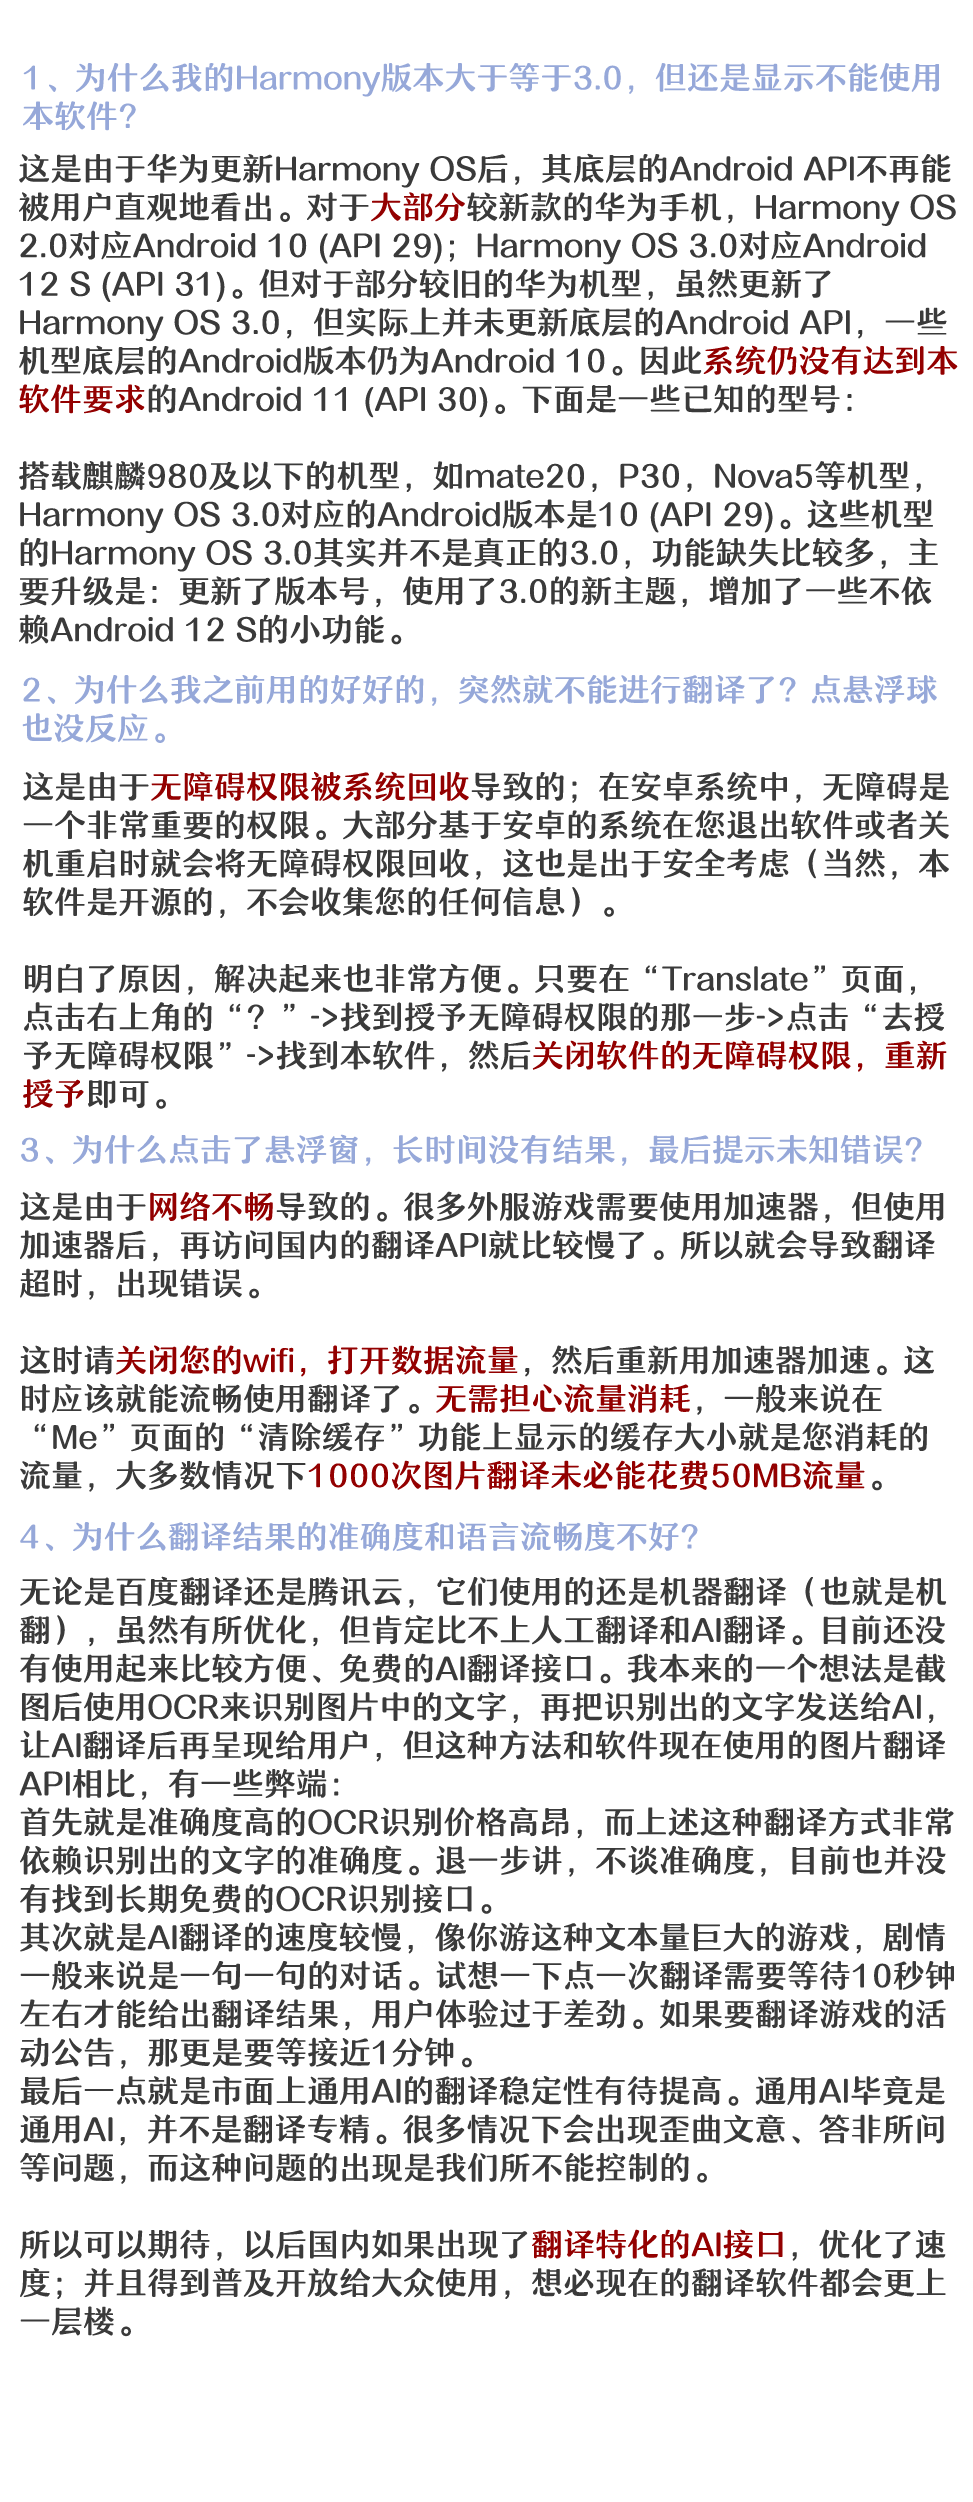 1、为什么我的Harmony版本大于等于3.0，但还是显示不能使用
本软件？
这是由于华为更新Harmony OS后，其底层的Android API不再能
被用户直观地看出。对于大部分较新款的华为手机，Harmony OS
2.0对应Android 10 (API 29)；Harmony OS 3.0对应Android
12 S (API 31)。但对于部分较旧的华为机型，虽然更新了
Harmony OS 3.0，但实际上并未更新底层的Android API，一些
机型底层的Android版本仍为Android 10。因此系统仍没有达到本
软件要求的Android 11 (API 30)。下面是一些已知的型号：
搭载麒麟980及以下的机型，如mate20，P30，Nova5等机型，
Harmony OS 3.0对应的Android版本是10 (API 29)。这些机型
的Harmony OS 3.0其实并不是真正的3.0，功能缺失比较多，主
要升级是：更新了版本号，使用了3.0的新主题，增加了一些不依
赖Android 12 S的小功能。
2、为什么我之前用的好好的，突然就不能进行翻译了？点悬浮球
也没反应。
这是由于无障碍权限被系统回收导致的；在安卓系统中，无障碍是
一个非常重要的权限。大部分基于安卓的系统在您退出软件或者关
机重启时就会将无障碍权限回收，这也是出于安全考虑（当然，本
软件是开源的，不会收集您的任何信息）。
明白了原因，解决起来也非常方便。只要在“Translate”页面，
点击右上角的“？”->找到授予无障碍权限的那一步->点击“去授
予无障碍权限”->找到本软件，然后关闭软件的无障碍权限，重新
授予即可。
3、为什么点击了悬浮窗，长时间没有结果，最后提示未知错误？
这是由于网络不畅导致的。很多外服游戏需要使用加速器，但使用
加速器后，再访问国内的翻译API就比较慢了。所以就会导致翻译
超时，出现错误。
这时请关闭您的wifi，打开数据流量，然后重新用加速器加速。这
时应该就能流畅使用翻译了。无需担心流量消耗，一般来说在
“Me”页面的“清除缓存”功能上显示的缓存大小就是您消耗的
流量，大多数情况下1000次图片翻译未必能花费50MB流量。
4、为什么翻译结果的准确度和语言流畅度不好？
无论是百度翻译还是腾讯云，它们使用的还是机器翻译（也就是机
翻），虽然有所优化，但肯定比不上人工翻译和AI翻译。目前还没
有使用起来比较方便、免费的AI翻译接口。我本来的一个想法是截
图后使用OCR来识别图片中的文字，再把识别出的文字发送给AI，
让AI翻译后再呈现给用户，但这种方法和软件现在使用的图片翻译
API相比，有一些弊端：
首先就是准确度高的OCR识别价格高昂，而上述这种翻译方式非常
依赖识别出的文字的准确度。退一步讲，不谈准确度，目前也并没
有找到长期免费的OCR识别接口。
其次就是AI翻译的速度较慢，像你游这种文本量巨大的游戏，剧情
一般来说是一句一句的对话。试想一下点一次翻译需要等待10秒钟
左右才能给出翻译结果，用户体验过于差劲。如果要翻译游戏的活
动公告，那更是要等接近1分钟。
最后一点就是市面上通用AI的翻译稳定性有待提高。通用AI毕竟是
通用AI，并不是翻译专精。很多情况下会出现歪曲文意、答非所问
等问题，而这种问题的出现是我们所不能控制的。
所以可以期待，以后国内如果出现了翻译特化的AI接口，优化了速
度；并且得到普及开放给大众使用，想必现在的翻译软件都会更上
一层楼。